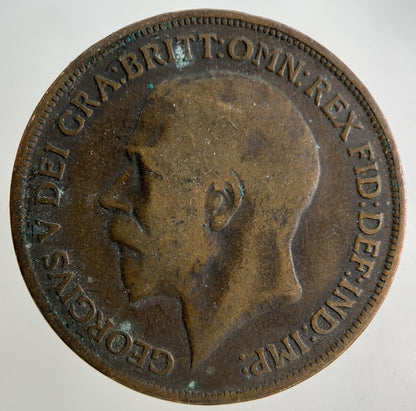 GEORGIVS V DEI GRA:BRITT:OMN:REX FID:DEF:IND:IMP: